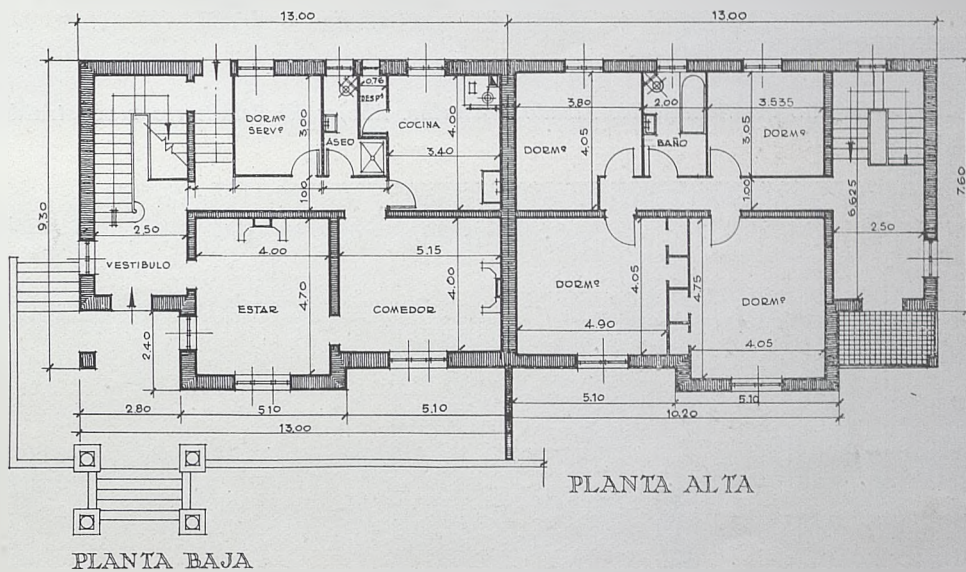 13.00
13.00
0.76
DESPª
DORMº
SERVº
3.00
ASEO
COCINA
4.00
3.40
3.80
4.05
DORMº
2.00
BAÑO
3.535
3.05
DORMº
1.00
1.00
6.625
7.60
9.30
2.50
2.50
VESTIBULO
4.00
4.70
ESTAR
5.15
4.00
COMEDOR
DORMº
4.05
4.90
4.75
DORMº
4.05
2.40
2.80
5.10
5.10
13.00
5.10
5.10
10.20
PLANTA ALTA
PLANTA BAJA